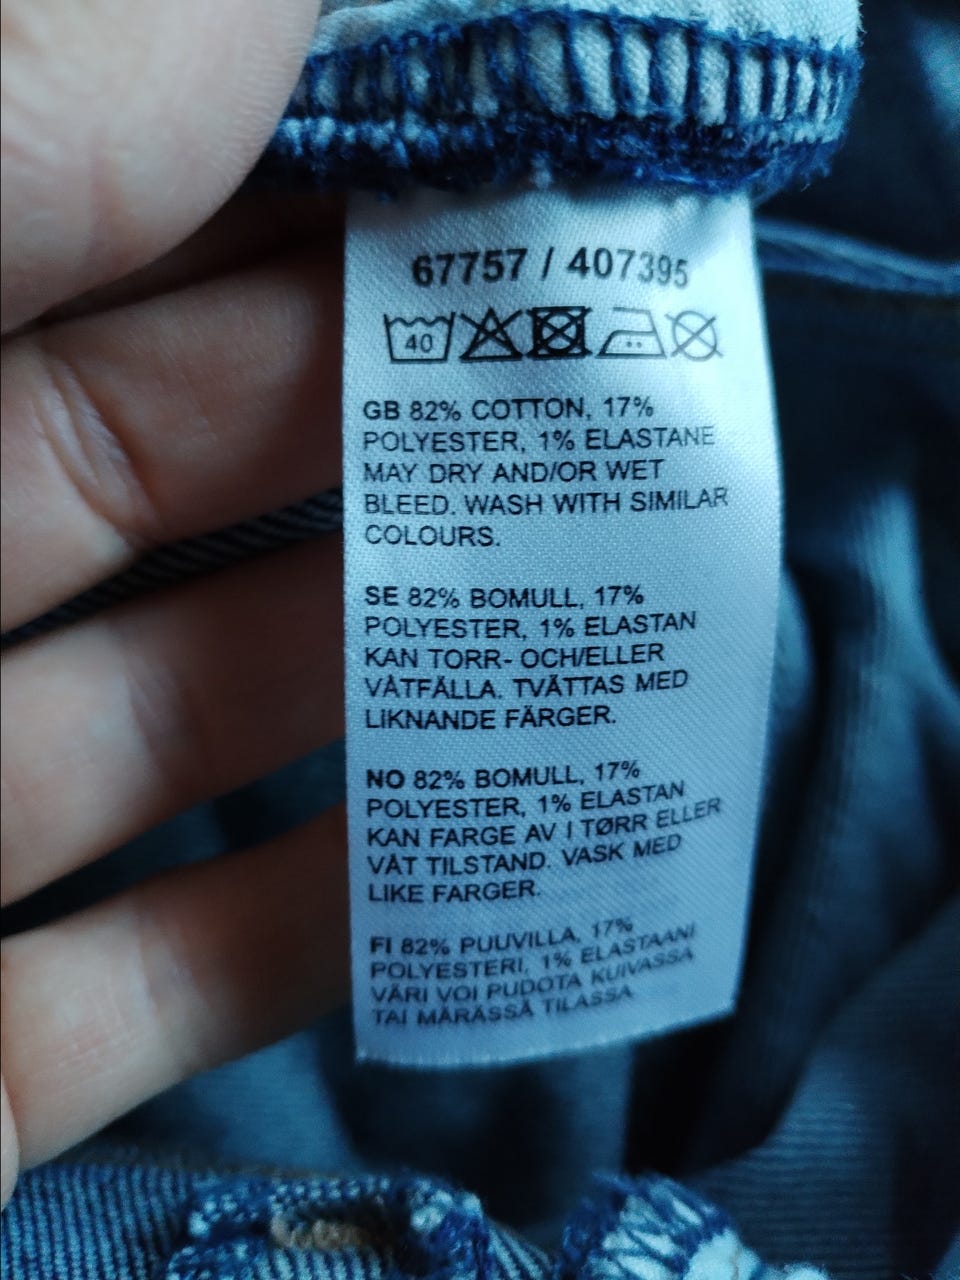 67757 / 407395
40
GB 82% COTTON, 17%
POLYESTER, 1% ELASTANE
MAY DRY AND/OR WET
BLEED. WASH WITH SIMILAR
COLOURS.
SE 82% BOMULL, 17%
POLYESTER, 1% ELASTAN
KAN TORR- OCH/ELLER
VÅTFÄLLA. TVÄTTAS MED
LIKNANDE FÄRGER.
NO 82% BOMULL, 17%
POLYESTER, 1% ELASTAN
KAN FARGE AV I TØRR ELLER
VÅT TILSTAND. VASK MED
LIKE FARGER.
FI 82% PUUVILLA, 17%
POLYESTERI, 1% ELASTAANI
VÄRI VOI PUDOTA KUIVASSA
TAI MÄRÄSSÄ TILASSA